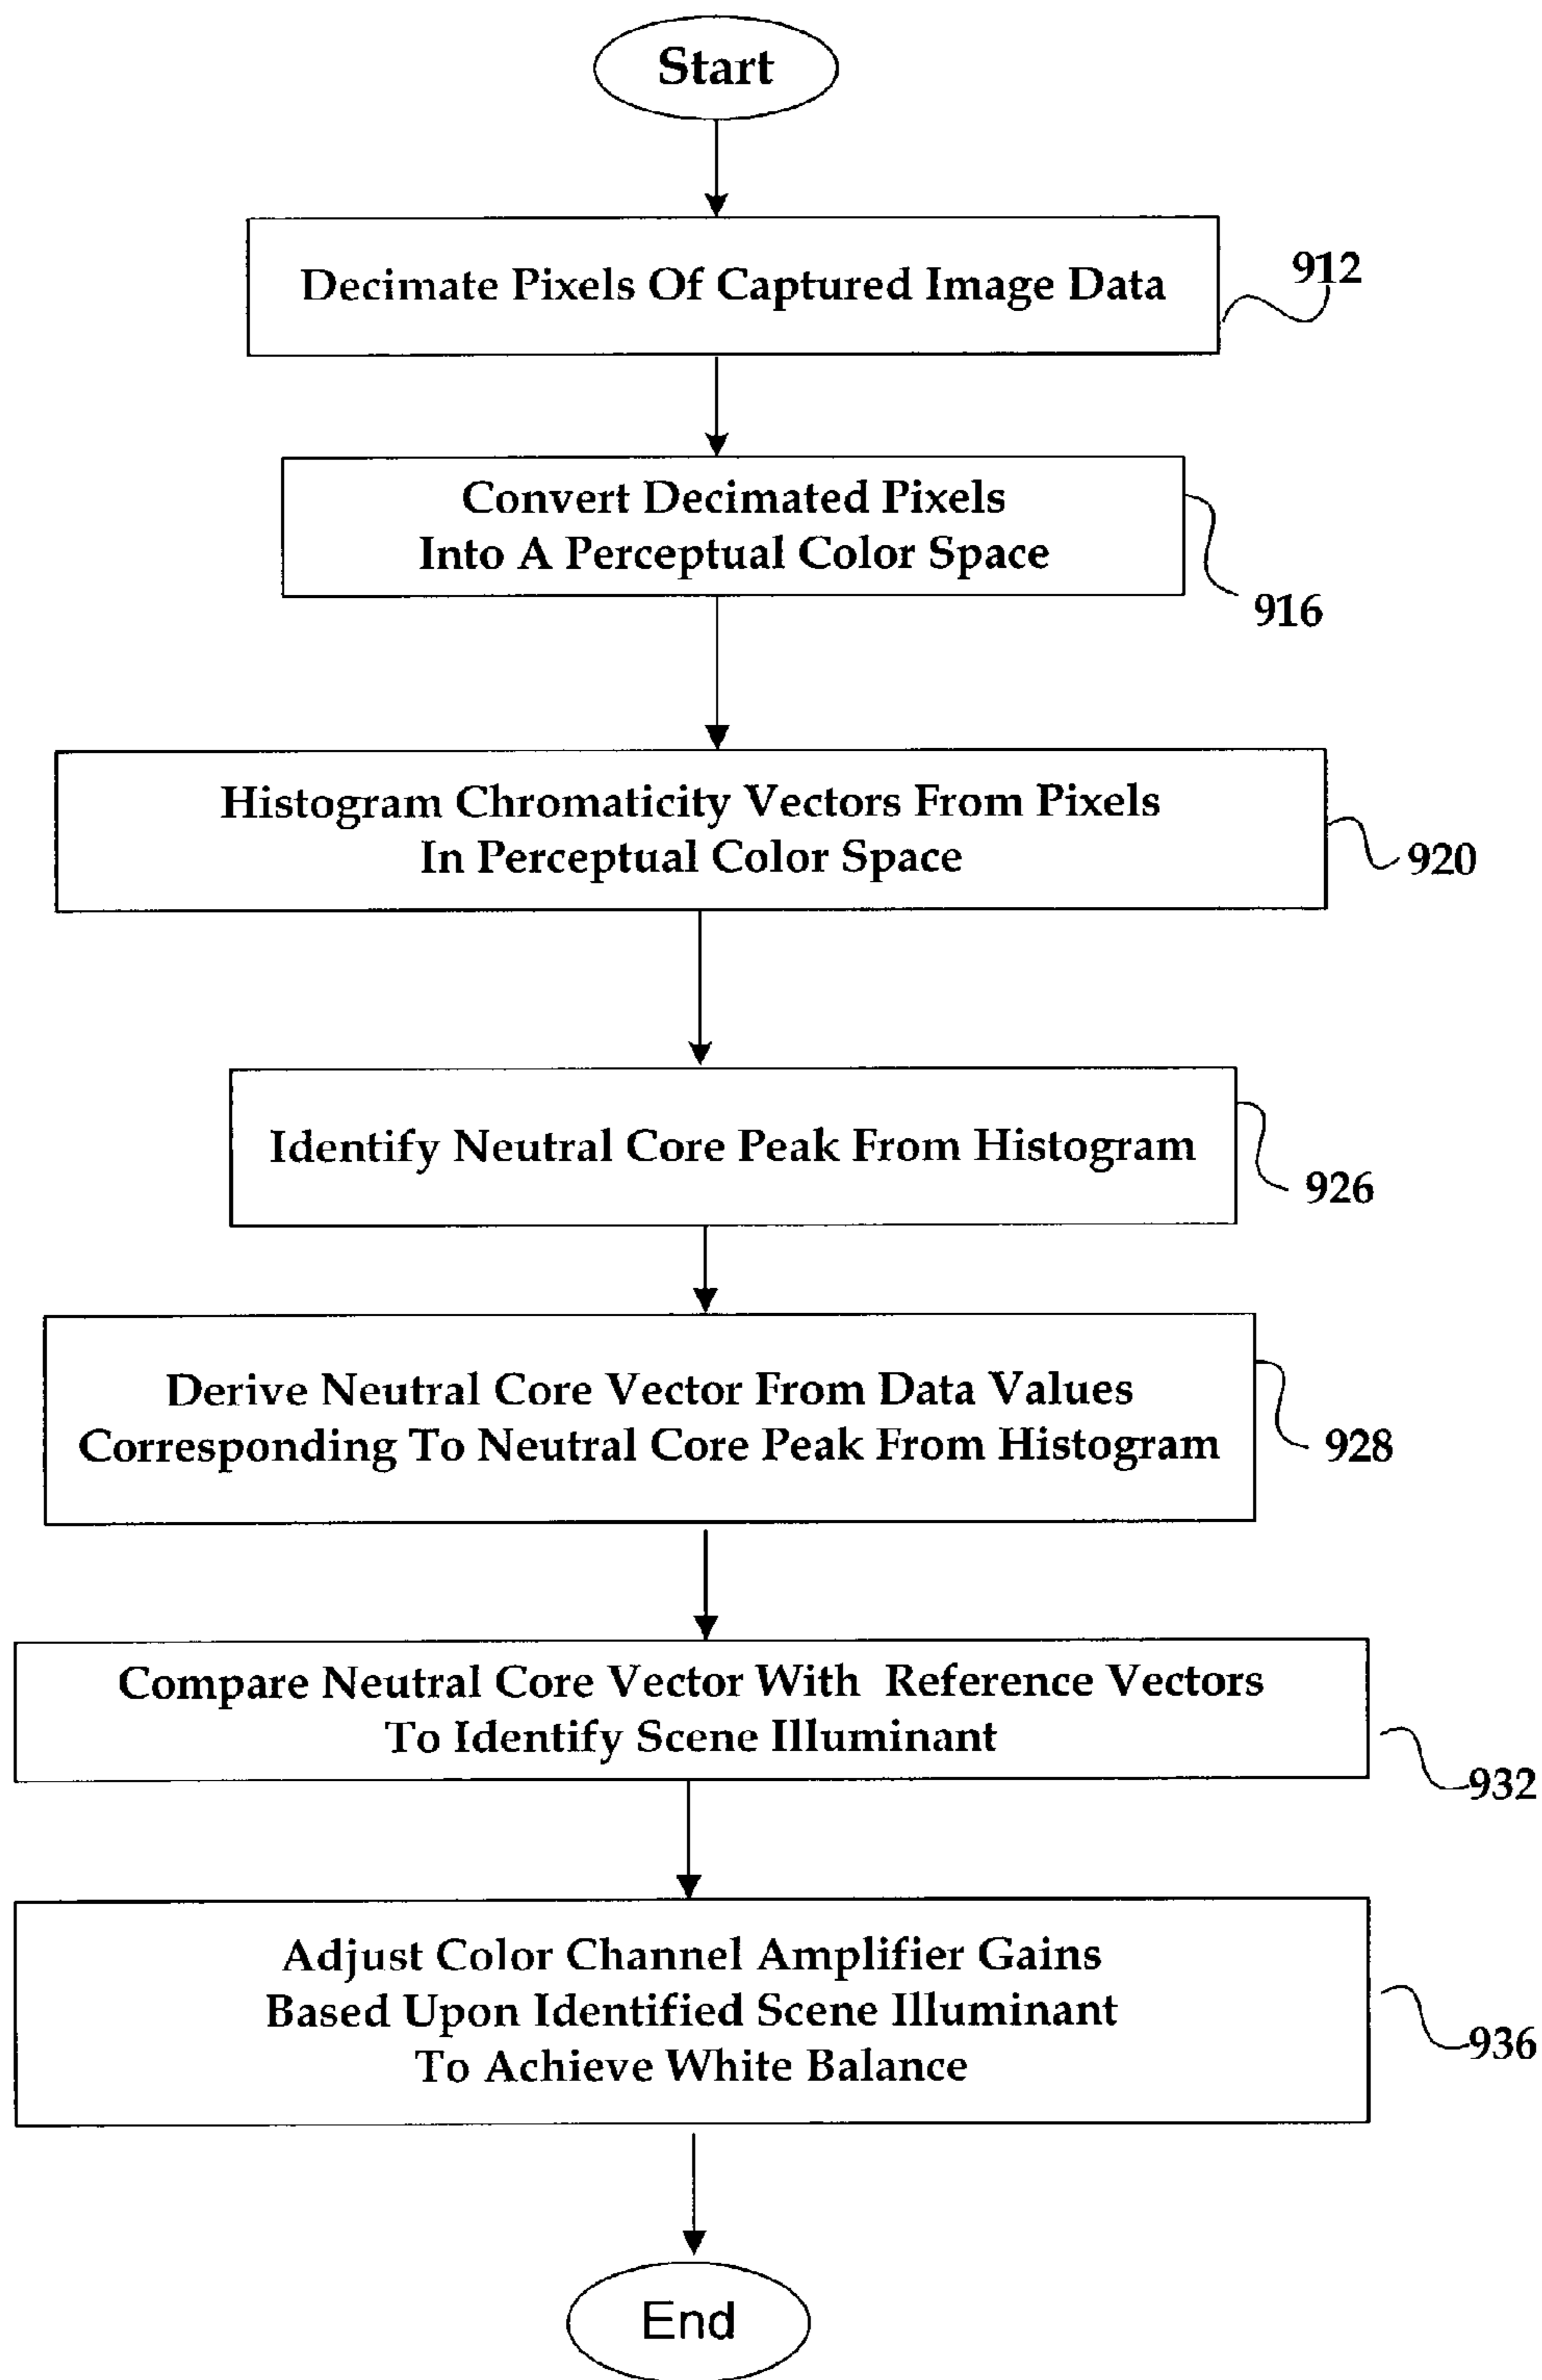 Start
Decimate Pixels Of Captured Image Data
912
Convert Decimated Pixels
Into A Perceptual Color Space
916
Histogram Chromaticity Vectors From Pixels
In Perceptual Color Space
920
Identify Neutral Core Peak From Histogram
926
Derive Neutral Core Vector From Data Values
Corresponding To Neutral Core Peak From Histogram
928
Compare Neutral Core Vector With Reference Vectors
To Identify Scene Illuminant
932
Adjust Color Channel Amplifier Gains
Based Upon Identified Scene Illuminant
To Achieve White Balance
936
End